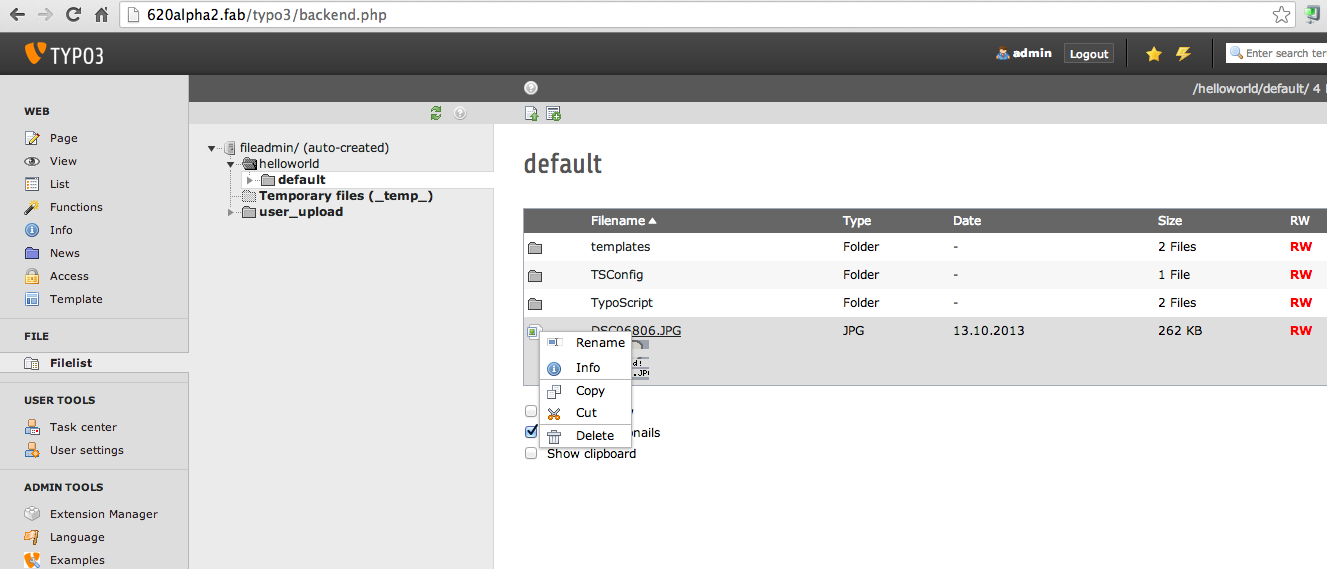 620alpha2.fab/typo3/backend.php
TYPO3
admin
Logout
Enter search ter
/helloworld/default/ 4
WEB
Page
View
List
Functions
Info
News
Access
Template
FILE
Filelist
USER TOOLS
Task center
User settings
ADMIN TOOLS
Extension Manager
Language
Examples
fileadmin/ (auto-created)
helloworld
default
Temporary files (_temp_)
user_upload
default
Filename Type Date Size RW
templates Folder - 2 Files RW
TSConfig Folder - 1 File RW
TypoScript Folder - 2 Files RW
DSC06806.JPG JPG 13.10.2013 262 KB RW
Rename
Info
d!
.JPG
Copy
Cut
Delete
nails
Show clipboard